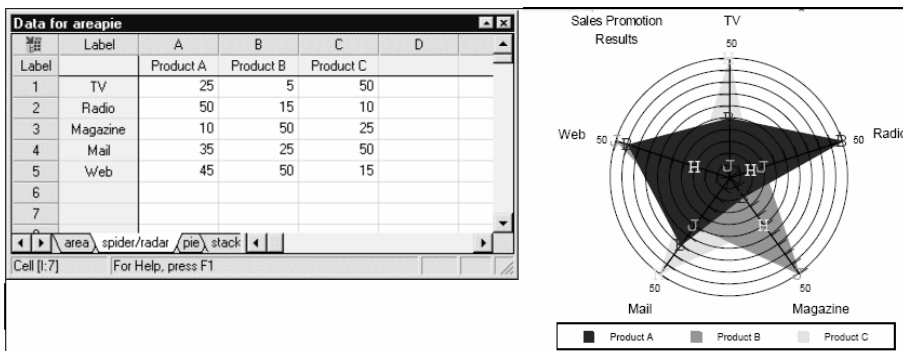 Data for areapie
Label A B C D
Label Product A Product B Product C
1 TV 25 5 50
2 Radio 50 15 10
3 Magazine 10 50 25
4 Mail 35 25 50
5 Web 45 50 15
6
7
area spider/radar pie stack
Cell [I:7] For Help, press F1
Sales Promotion
Results
TV
50
Web 50
50 Radio
H
H J H J
J H
50 50
Mail Magazine
Product A Product B Product C